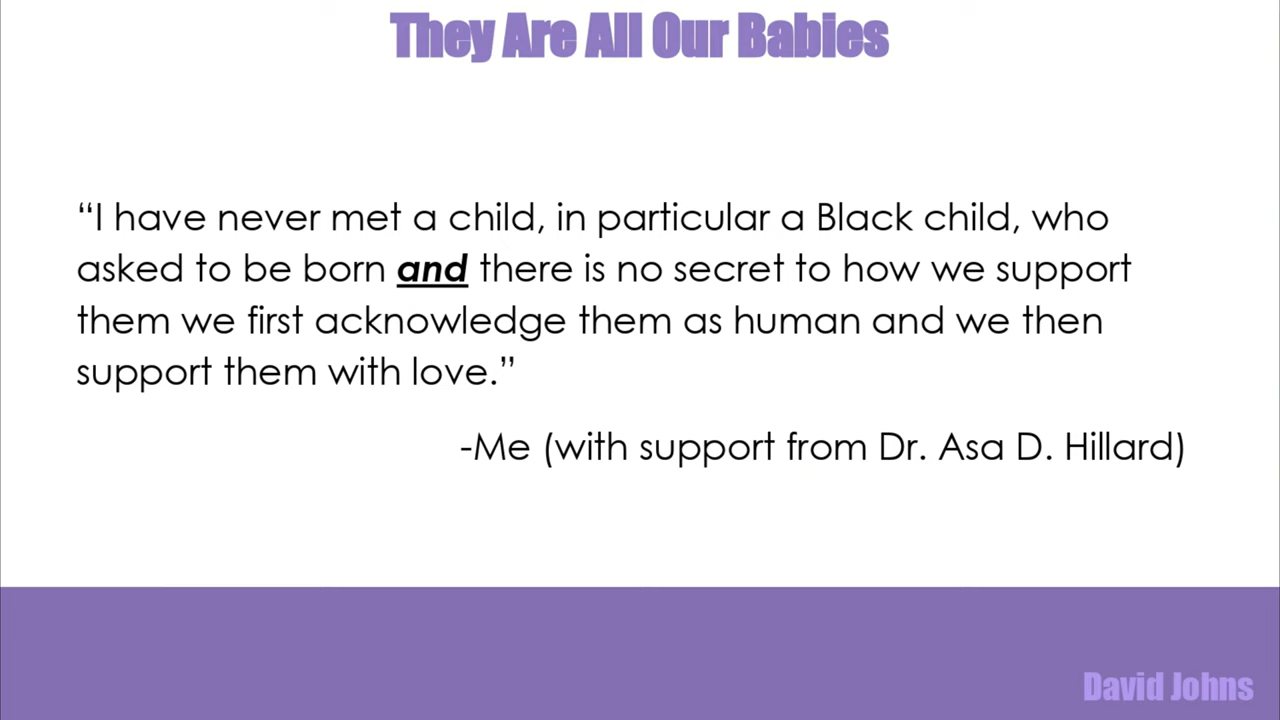 They Are All Our Babies
“I have never met a child, in particular a Black child, who
asked to be born and there is no secret to how we support
them we first acknowledge them as human and we then
support them with love.”
-Me (with support from Dr. Asa D. Hillard)
David Johns